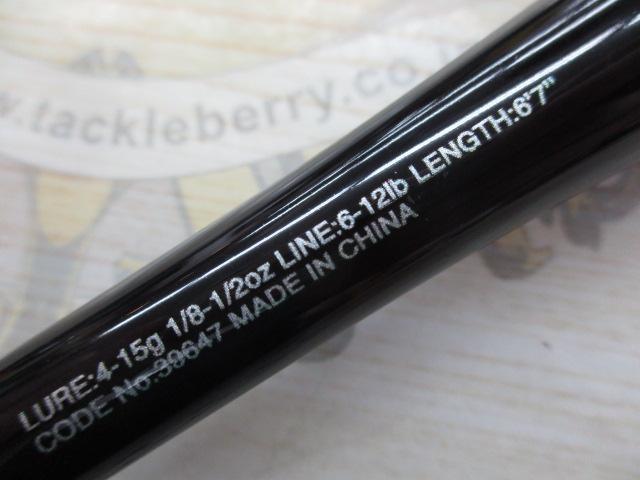 www.tackleberry.co.
LURE:4-15g 1/8-1/2oz LINE:6-12lb LENGTH:6'7"
CODE No.39647 MADE IN CHINA